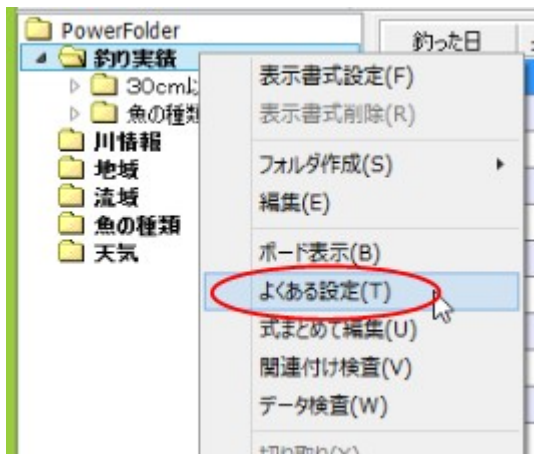 PowerFolder
釣り実績
30cm
魚の種類
川情報
地域
流域
魚の種類
天気
釣った日
表示書式設定(F)
表示書式削除(R)
フォルダ作成(S)
編集(E)
ボード表示(B)
よくある設定(T)
式まとめて編集(U)
関連付け検査(V)
データ検査(W)
切り取り(X)